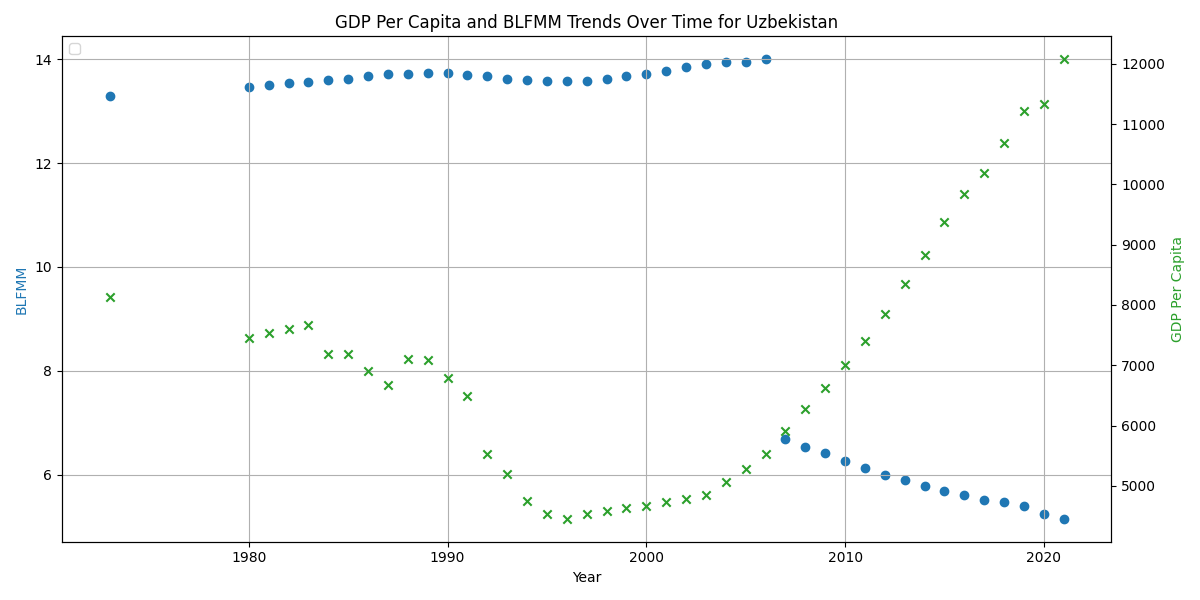 GDP Per Capita and BLFMM Trends Over Time for Uzbekistan
14
12
10
8
6
BLFMM
12000
11000
10000
9000
8000
7000
6000
5000
GDP Per Capita
1980 1990 2000 2010 2020
Year